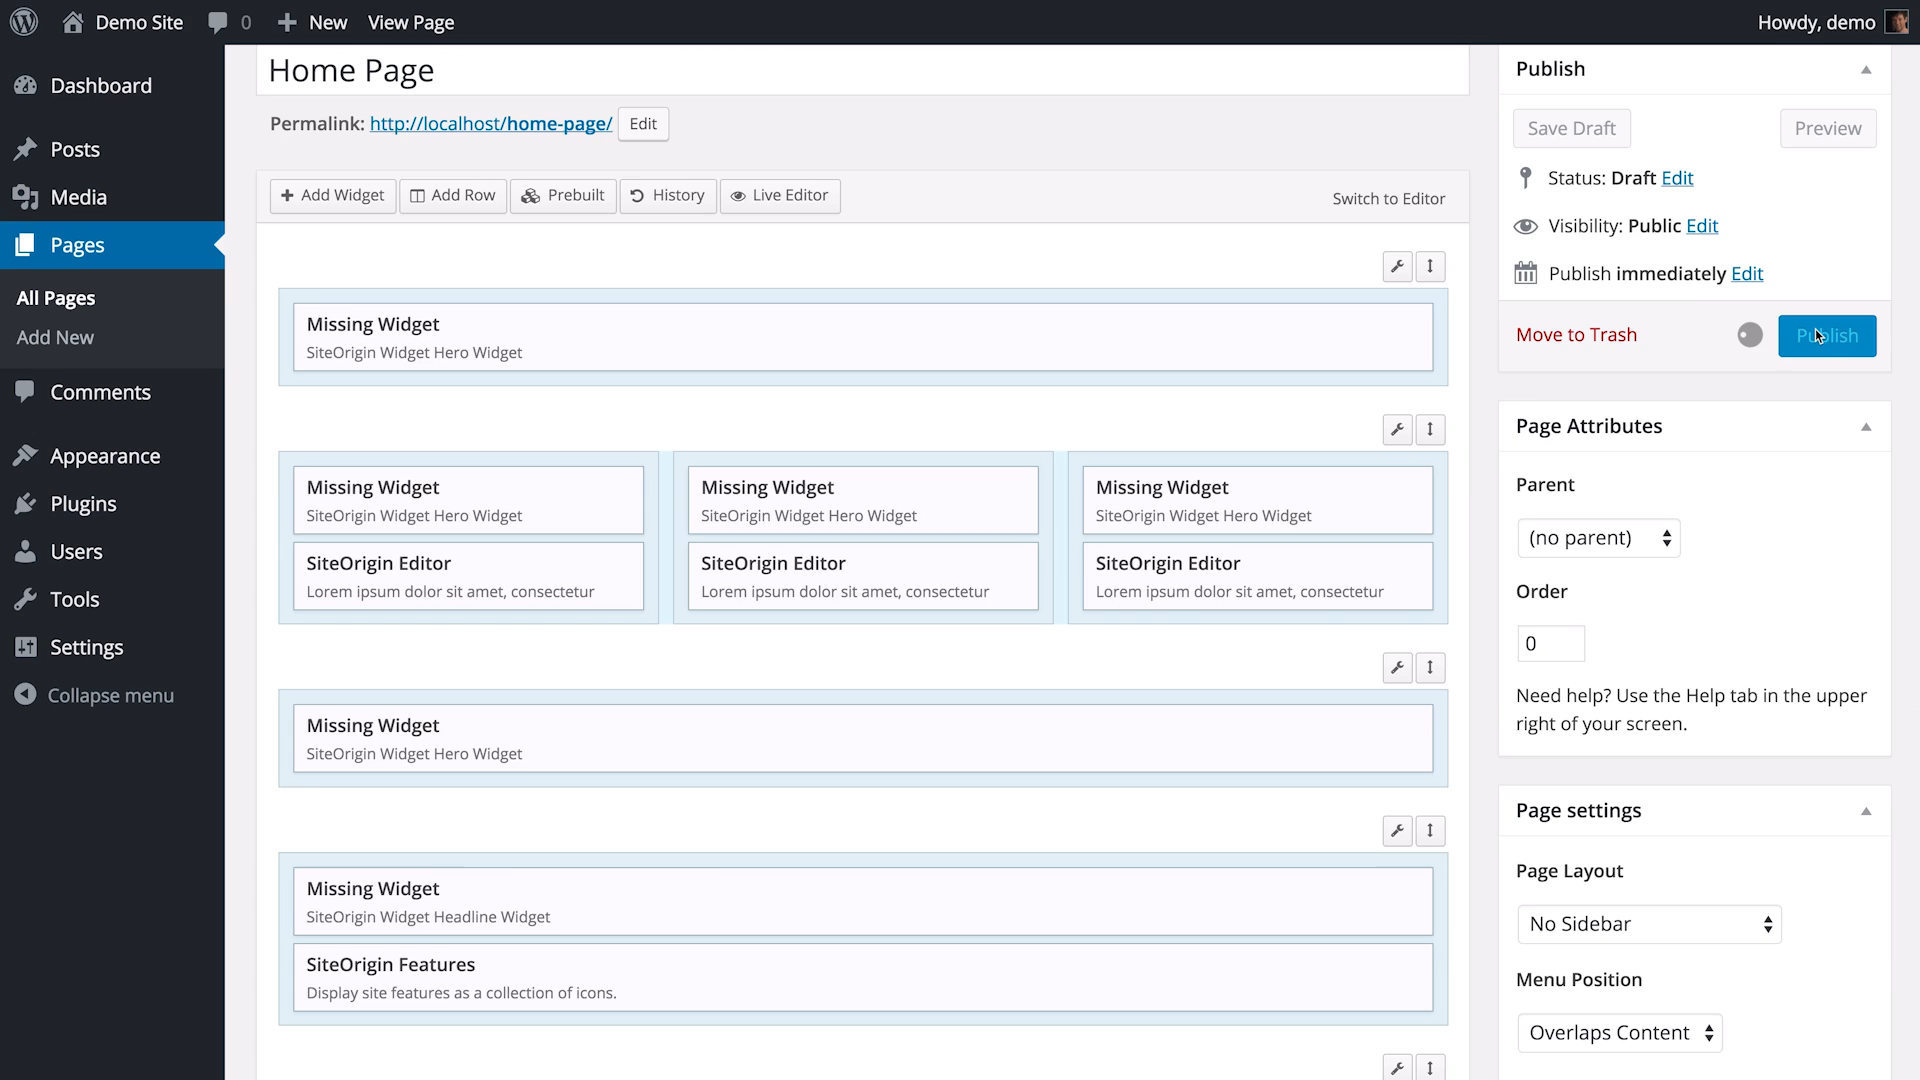 Demo Site
0
New
View Page
Howdy, demo
Dashboard
Posts
Media
Pages
All Pages
Add New
Comments
Appearance
Plugins
Users
Tools
Settings
Collapse menu
Home Page
Permalink: http://localhost/home-page/ Edit
Add Widget
Add Row
Prebuilt
History
Live Editor
Switch to Editor
Missing Widget
SiteOrigin Widget Hero Widget
Missing Widget
SiteOrigin Widget Hero Widget
SiteOrigin Editor
Lorem ipsum dolor sit amet, consectetur
Missing Widget
SiteOrigin Widget Hero Widget
SiteOrigin Editor
Lorem ipsum dolor sit amet, consectetur
Missing Widget
SiteOrigin Widget Hero Widget
SiteOrigin Editor
Lorem ipsum dolor sit amet, consectetur
Missing Widget
SiteOrigin Widget Hero Widget
Missing Widget
SiteOrigin Widget Headline Widget
SiteOrigin Features
Display site features as a collection of icons.
Publish
Save Draft
Preview
Status: Draft Edit
Visibility: Public Edit
Publish immediately Edit
Move to Trash
Publish
Page Attributes
Parent
(no parent)
Order
0
Need help? Use the Help tab in the upper
right of your screen.
Page settings
Page Layout
No Sidebar
Menu Position
Overlaps Content